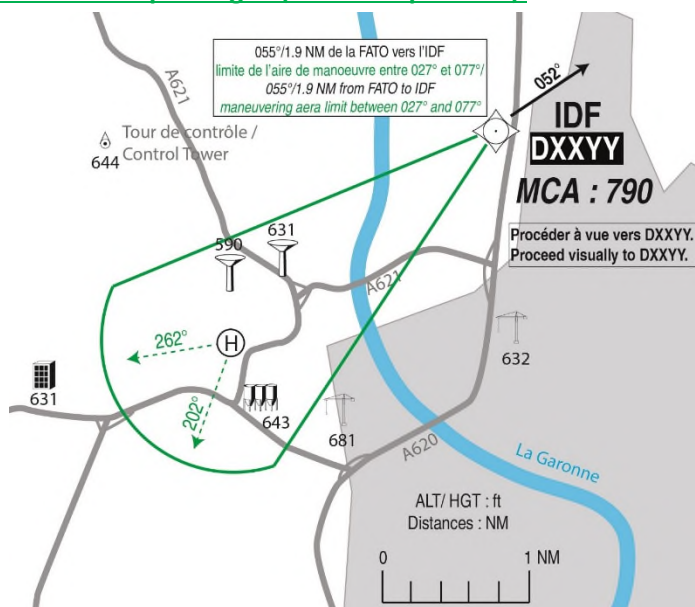 055°/1.9 NM de la FATO vers l'IDF
limite de l'aire de manoeuvre entre 027° et 077°/
055°/1.9 NM from FATO to IDF
maneuvering aera limit between 027° and 077°
052°
IDF
DXXYY
MCA : 790
Procéder à vue vers DXXYY.
Proceed visually to DXXYY.
A621
Tour de contrôle /
Control Tower
644
590
631
A621
632
262°
H
202°
631
643
681
A620
La Garonne
ALT/ HGT : ft
Distances : NM
0
1 NM